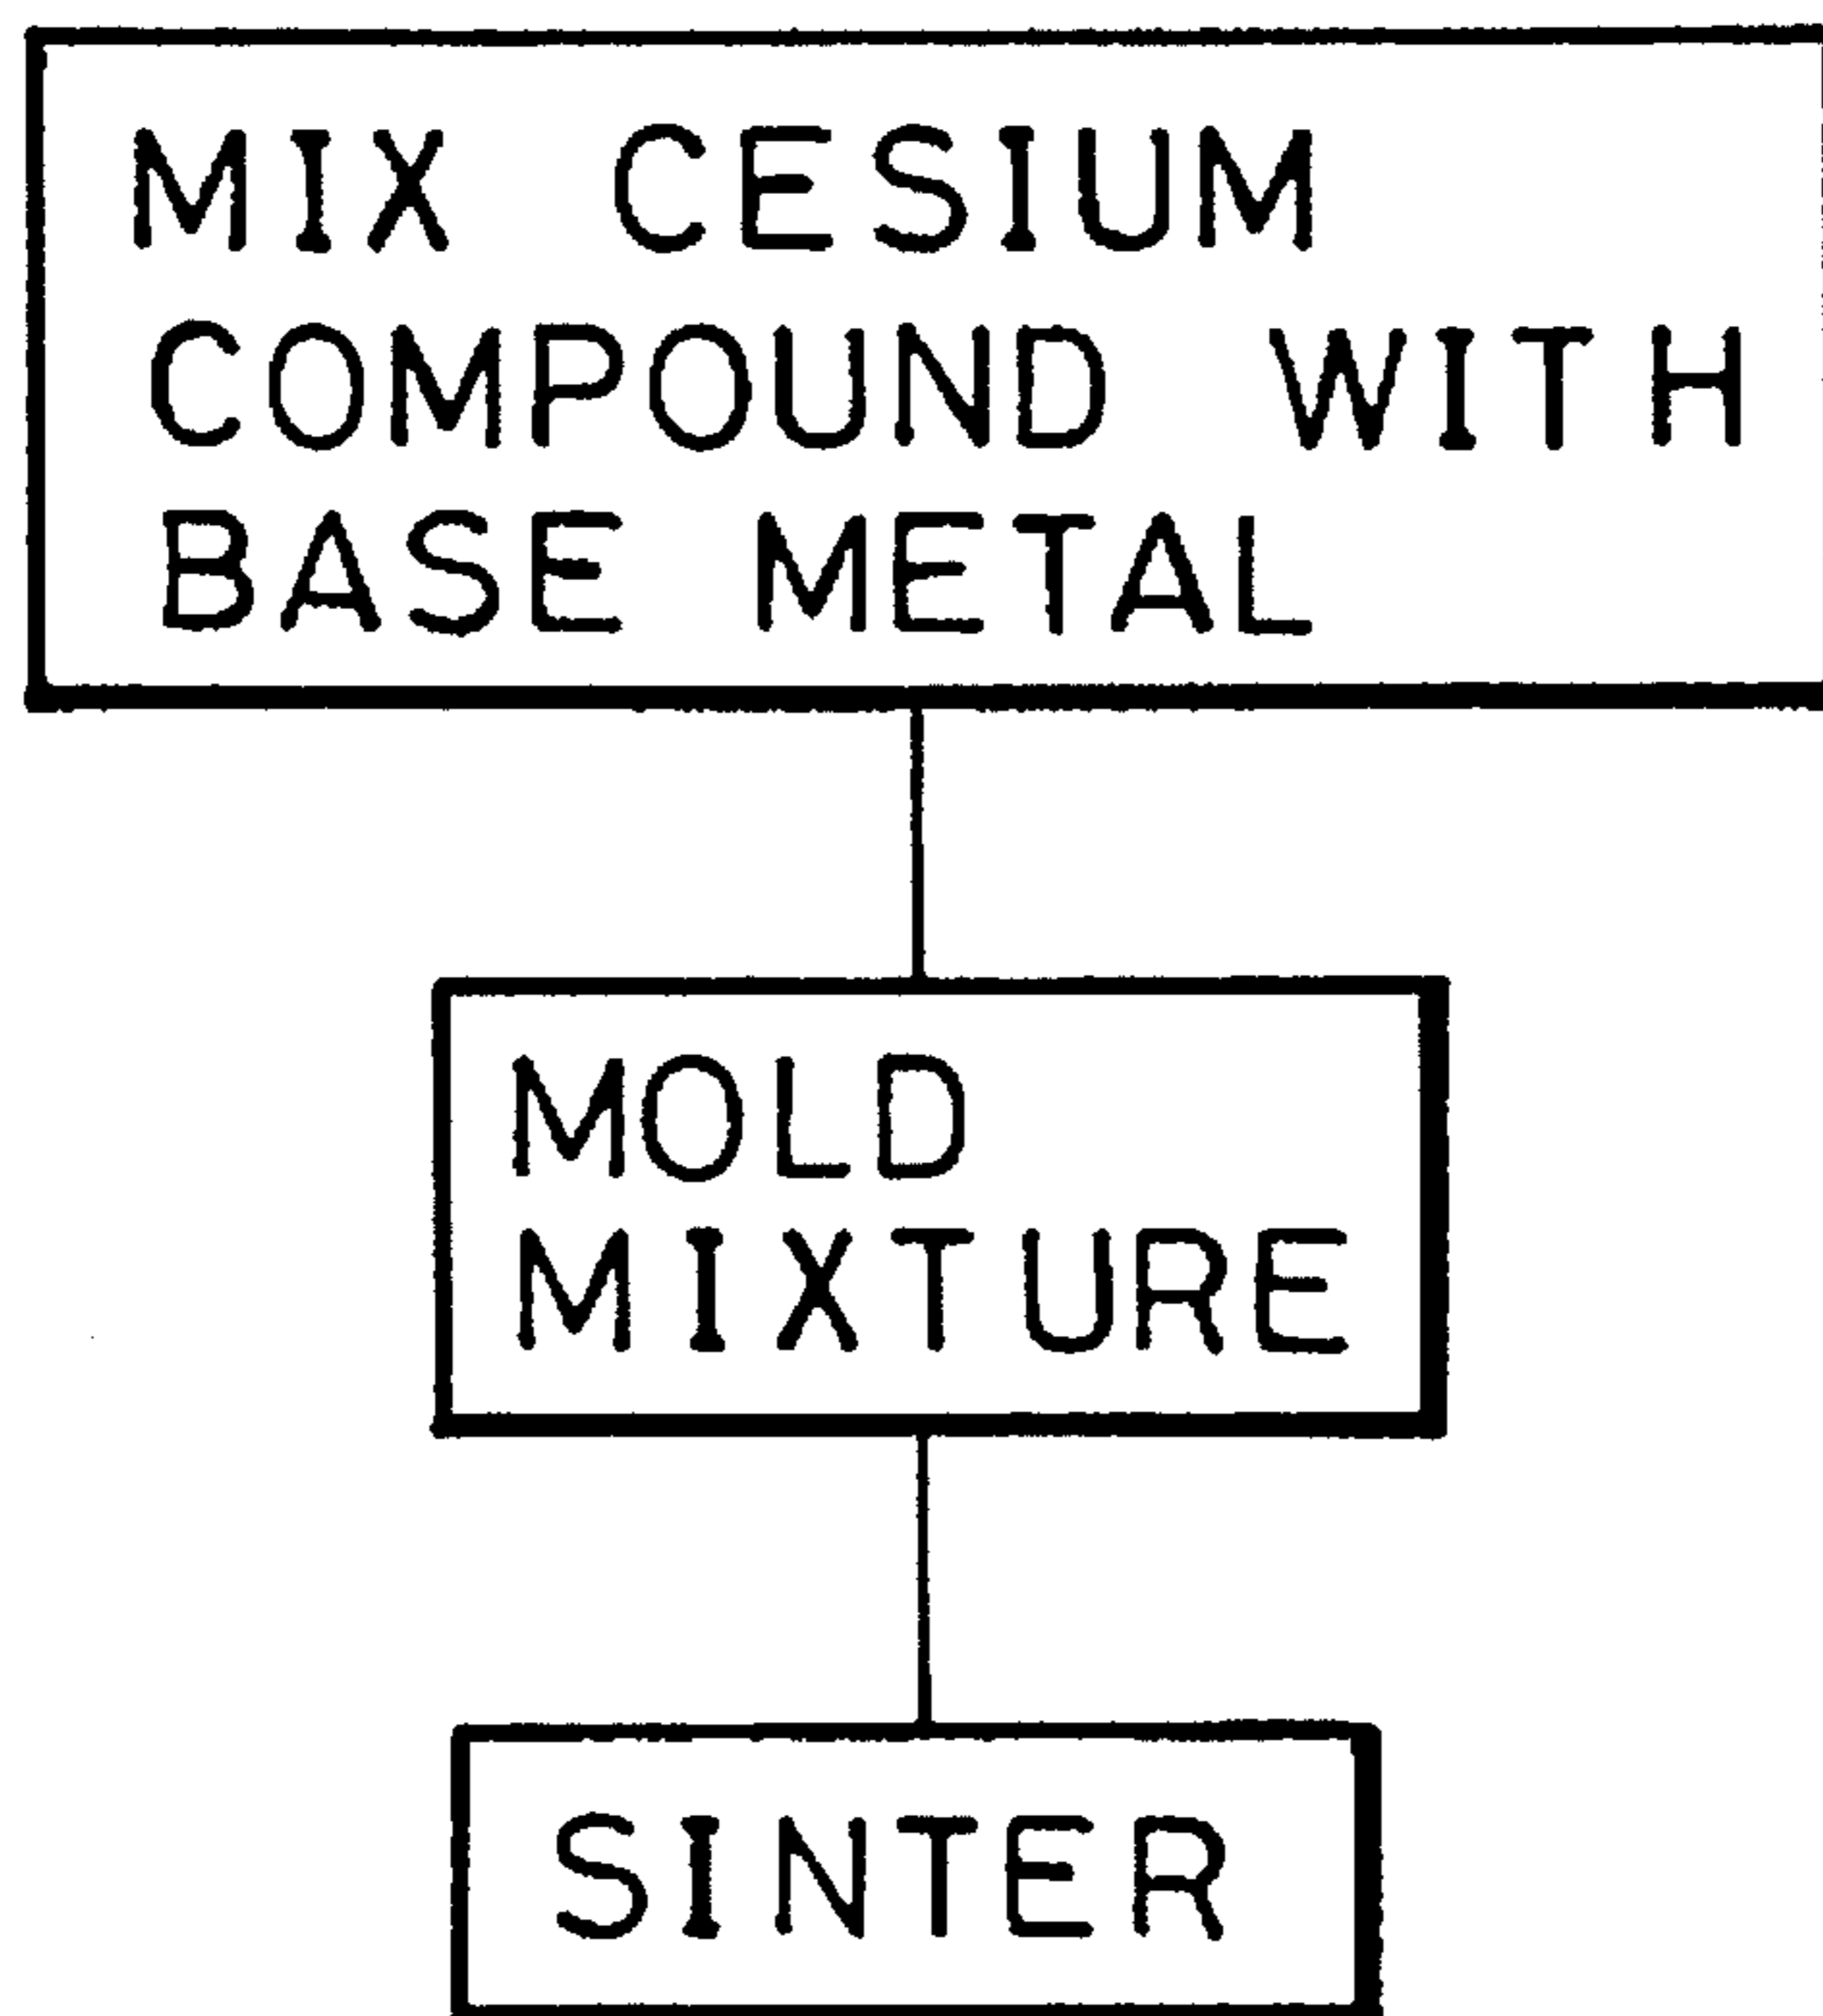 MIX CESIUM
COMPOUND WITH
BASE METAL
MOLD
MIXTURE
SINTER